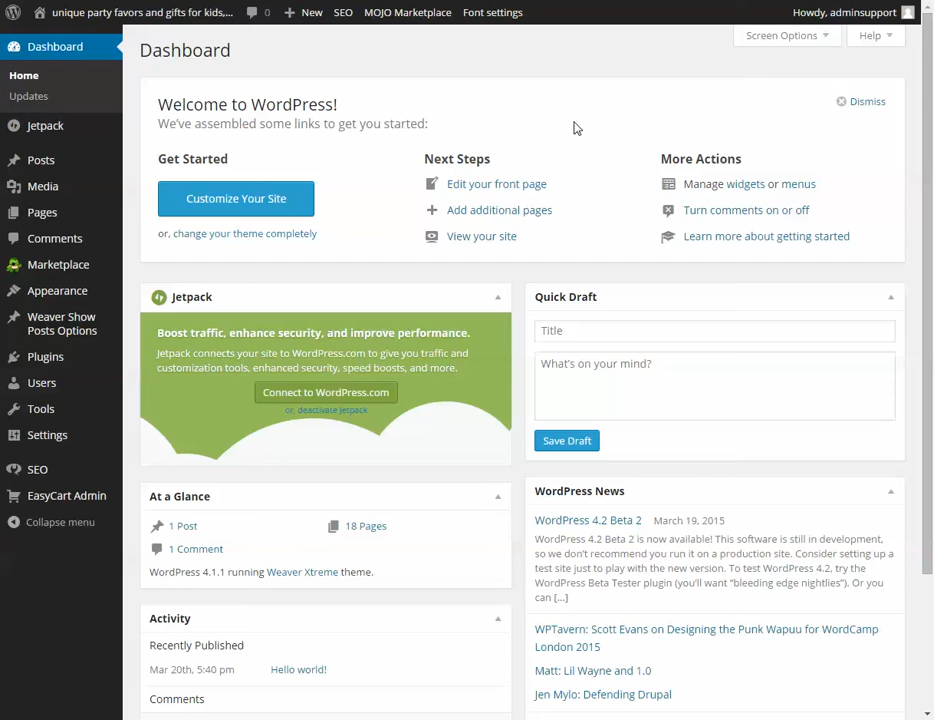 unique party favors and gifts for kids,... 0 New SEO MOJO Marketplace Font settings Howdy, adminsupport
Dashboard
Home
Updates
Jetpack
Posts
Media
Pages
Comments
Marketplace
Appearance
Weaver Show
Posts Options
Plugins
Users
Tools
Settings
SEO
EasyCart Admin
Collapse menu
Screen Options Help
Dashboard
Welcome to WordPress!
We've assembled some links to get you started:
Dismiss
Get Started
Customize Your Site
or, change your theme completely
Next Steps
Edit your front page
Add additional pages
View your site
More Actions
Manage widgets or menus
Turn comments on or off
Learn more about getting started
Jetpack
Boost traffic, enhance security, and improve performance.
Jetpack connects your site to WordPress.com to give you traffic and
customization tools, enhanced security, speed boosts, and more.
Connect to WordPress.com
or, deactivate Jetpack
At a Glance
1 Post 18 Pages
1 Comment
WordPress 4.1.1 running Weaver Xtreme theme.
Activity
Recently Published
Mar 20th, 5:40 pm Hello world!
Comments
Quick Draft
Title
What's on your mind?
Save Draft
WordPress News
WordPress 4.2 Beta 2 March 19, 2015
WordPress 4.2 Beta 2 is now available! This software is still in development,
so we don't recommend you run it on a production site. Consider setting up a
test site just to play with the new version. To test WordPress 4.2, try the
WordPress Beta Tester plugin (you'll want "bleeding edge nightlies"). Or you
can [...]
WPTavern: Scott Evans on Designing the Punk Wapuu for WordCamp
London 2015
Matt: Lil Wayne and 1.0
Jen Mylo: Defending Drupal